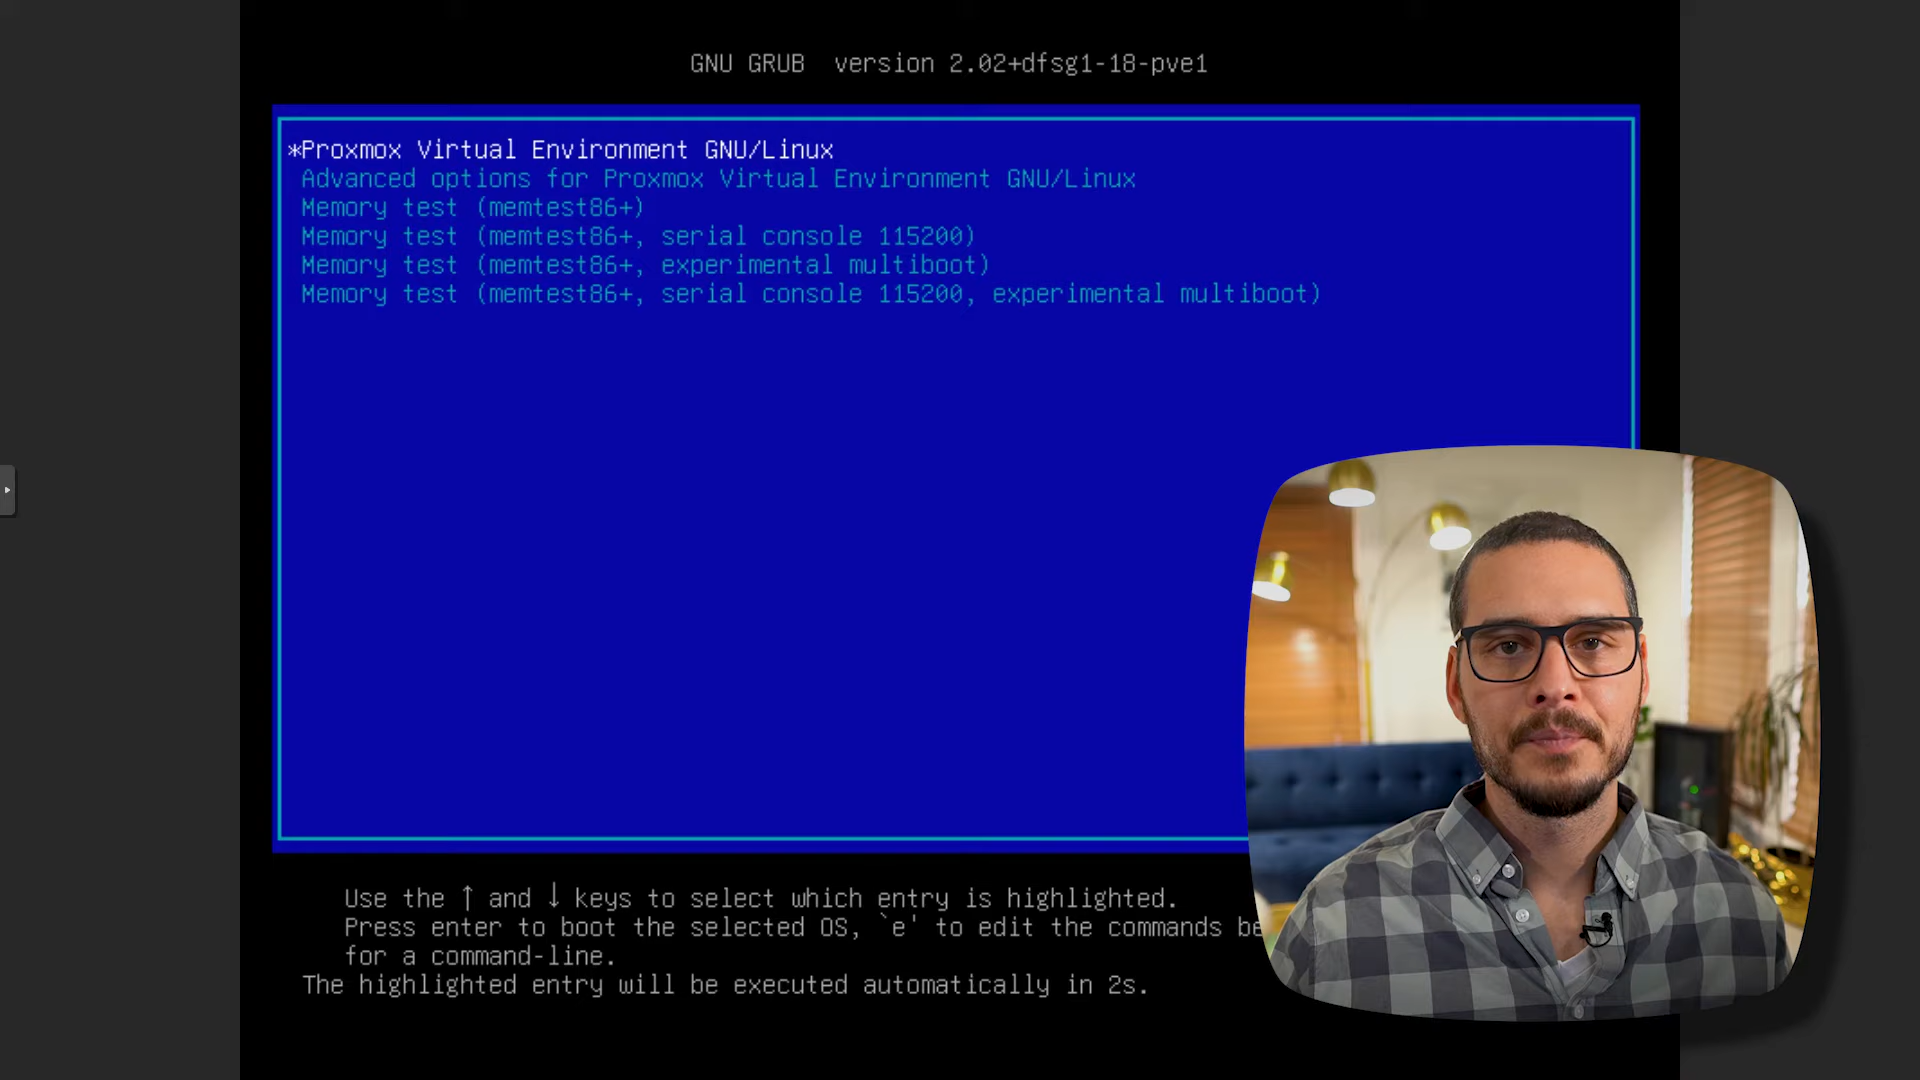 GNU GRUB version 2.02+dfsg1-18-pve1
*Proxmox Virtual Environment GNU/Linux
Advanced options for Proxmox Virtual Environment GNU/Linux
Memory test (memtest86+)
Memory test (memtest86+, serial console 115200)
Memory test (memtest86+, experimental multiboot)
Memory test (memtest86+, serial console 115200, experimental multiboot)
Use the ↑ and ↓ keys to select which entry is highlighted.
Press enter to boot the selected OS, `e' to edit the commands
for a command-line.
The highlighted entry will be executed automatically in 2s.